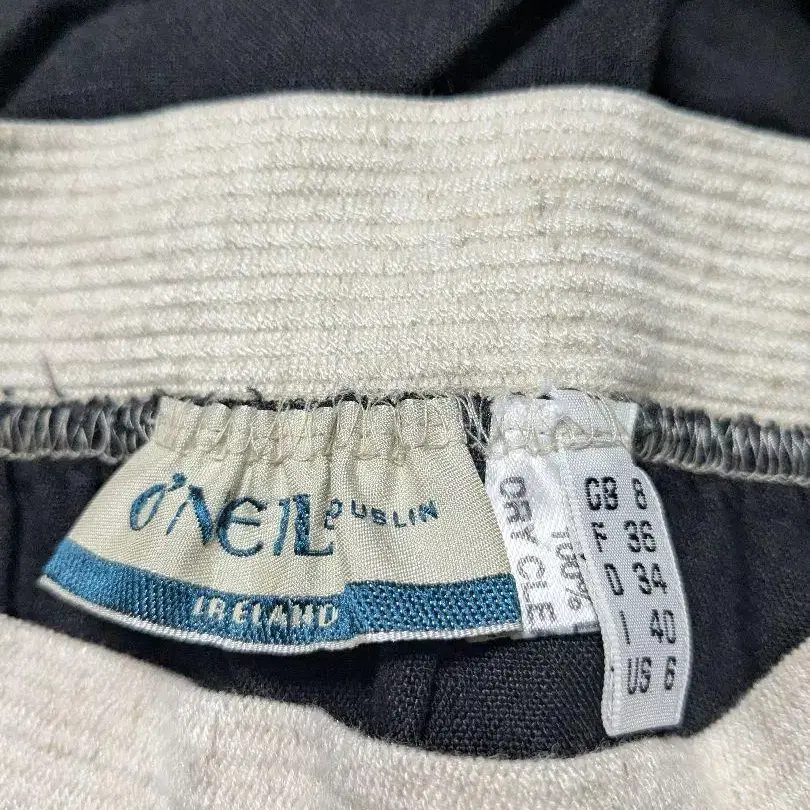 O'NEIL
DUBLIN
IRELAND
DRY CLE
100%
GB 8
F 36
D 34
I 40
US 6